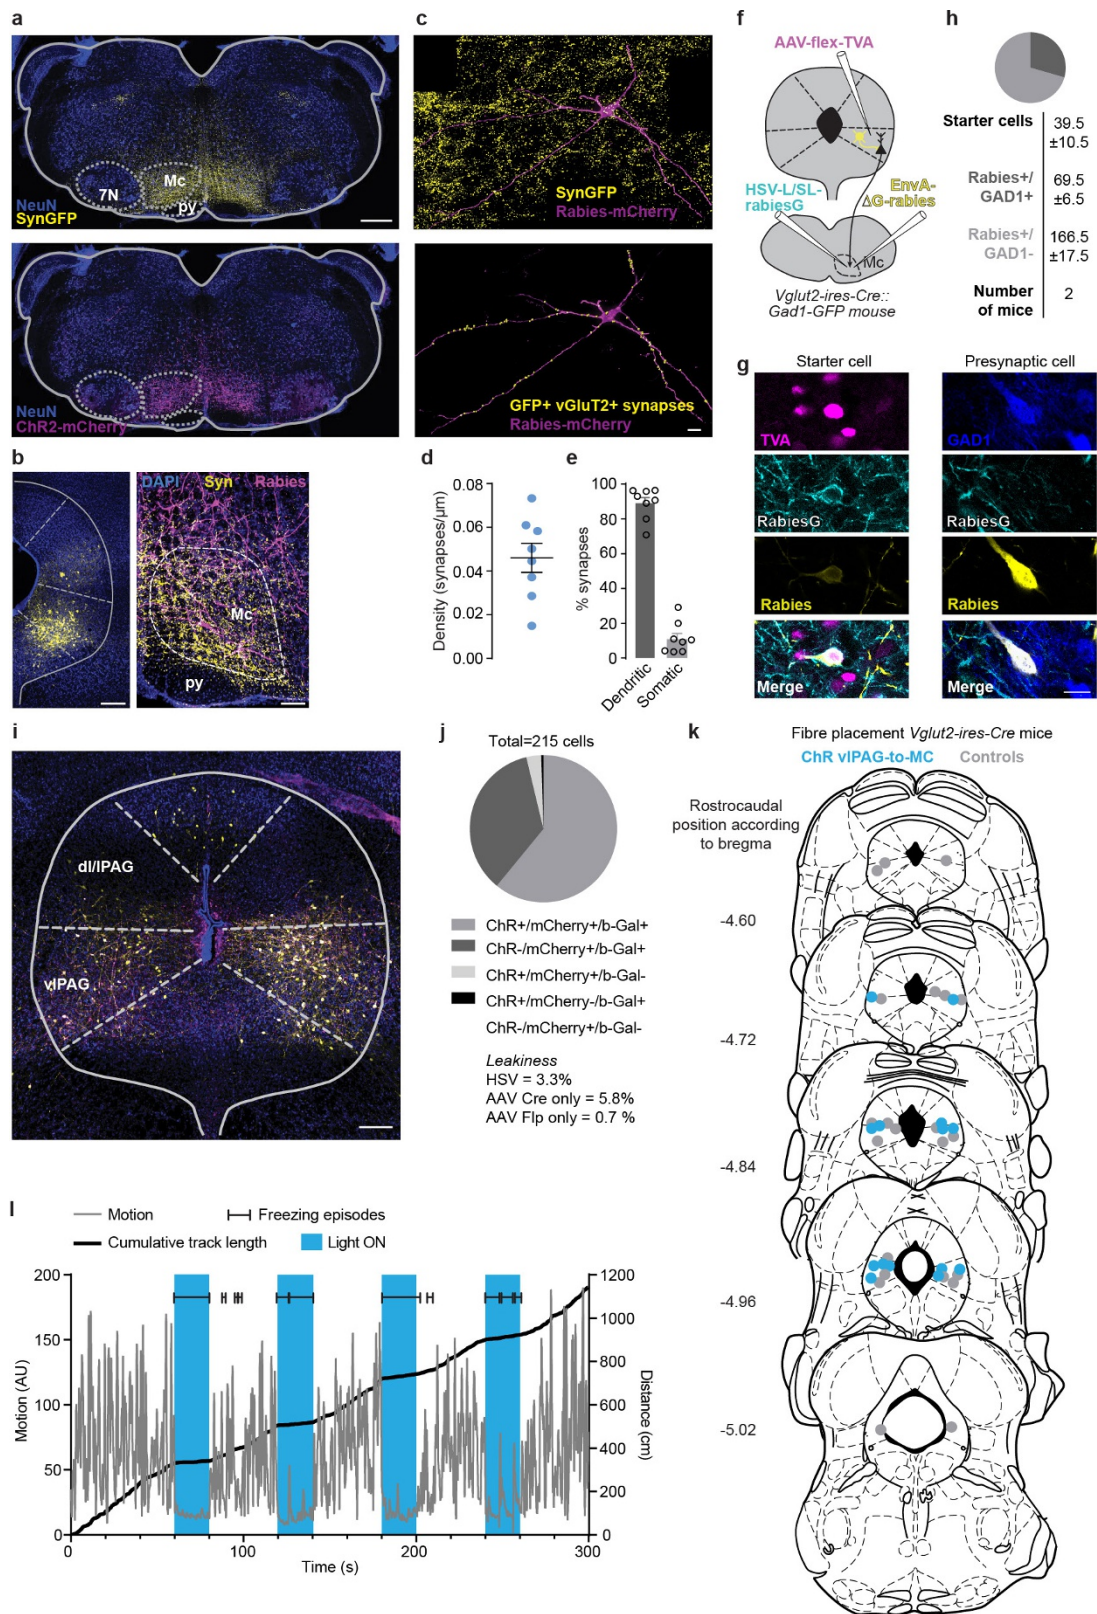 a
NeuN
SynGFP
7N
Mc
py
NeuN
ChR2-mCherry
b
DAPI
Syn
Rabies
Mc
py
c
SynGFP
Rabies-mCherry
GFP+ vGluT2+ synapses
Rabies-mCherry
d
Density (synapses/µm)
0.08
0.06
0.04
0.02
0.00
e
% synapses
100
80
60
40
20
0
Dendritic
Somatic
f
AAV-flex-TVA
HSV-L/SL-
rabiesG
EnvA-
ΔG-rabies
Mc
Vglut2-ires-Cre::
Gad1-GFP mouse
g
Starter cell
Presynaptic cell
TVA
GAD1
RabiesG
RabiesG
Rabies
Rabies
Merge
Merge
h
Starter cells
39.5
±10.5
Rabies+/
GAD1+
69.5
±6.5
Rabies+/
GAD1-
166.5
±17.5
Number
of mice
2
i
dl/lPAG
vlPAG
j
Total=215 cells
ChR+/mCherry+/b-Gal+
ChR-/mCherry+/b-Gal+
ChR+/mCherry+/b-Gal-
ChR+/mCherry-/b-Gal+
ChR-/mCherry+/b-Gal-
Leakiness
HSV = 3.3%
AAV Cre only = 5.8%
AAV Flp only = 0.7 %
k
Fibre placement Vglut2-ires-Cre mice
ChR vlPAG-to-MC
Controls
Rostrocaudal
position according
to bregma
-4.60
-4.72
-4.84
-4.96
-5.02
l
Motion
Freezing episodes
Cumulative track length
Light ON
Motion (AU)
200
150
100
50
0
1200
1000
800
600
400
200
0
Distance (cm)
0
100
200
300
Time (s)